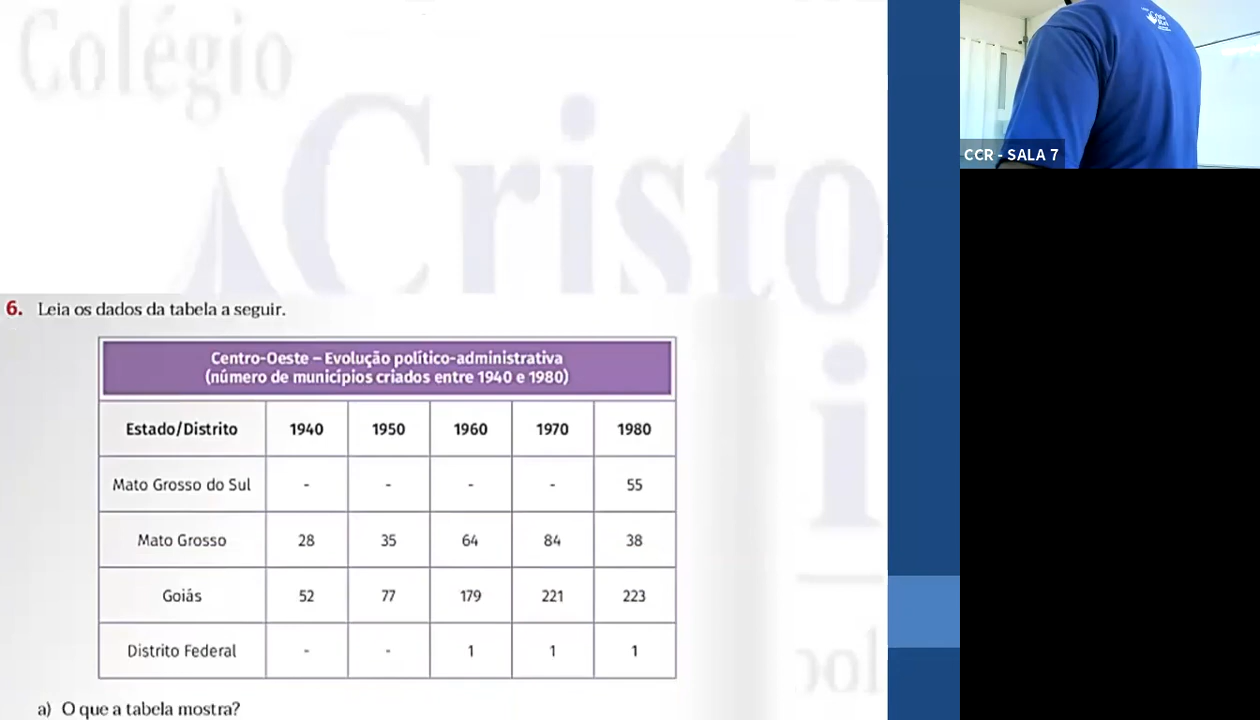 Colégio
Cristo
CCR - SALA 7
6. Leia os dados da tabela a seguir.
Centro-Oeste – Evolução político-administrativa
(número de municípios criados entre 1940 e 1980)
Estado/Distrito 1940 1950 1960 1970 1980
Mato Grosso do Sul - - - - 55
Mato Grosso 28 35 64 84 38
Goiás 52 77 179 221 223
Distrito Federal - - 1 1 1
a) O que a tabela mostra?